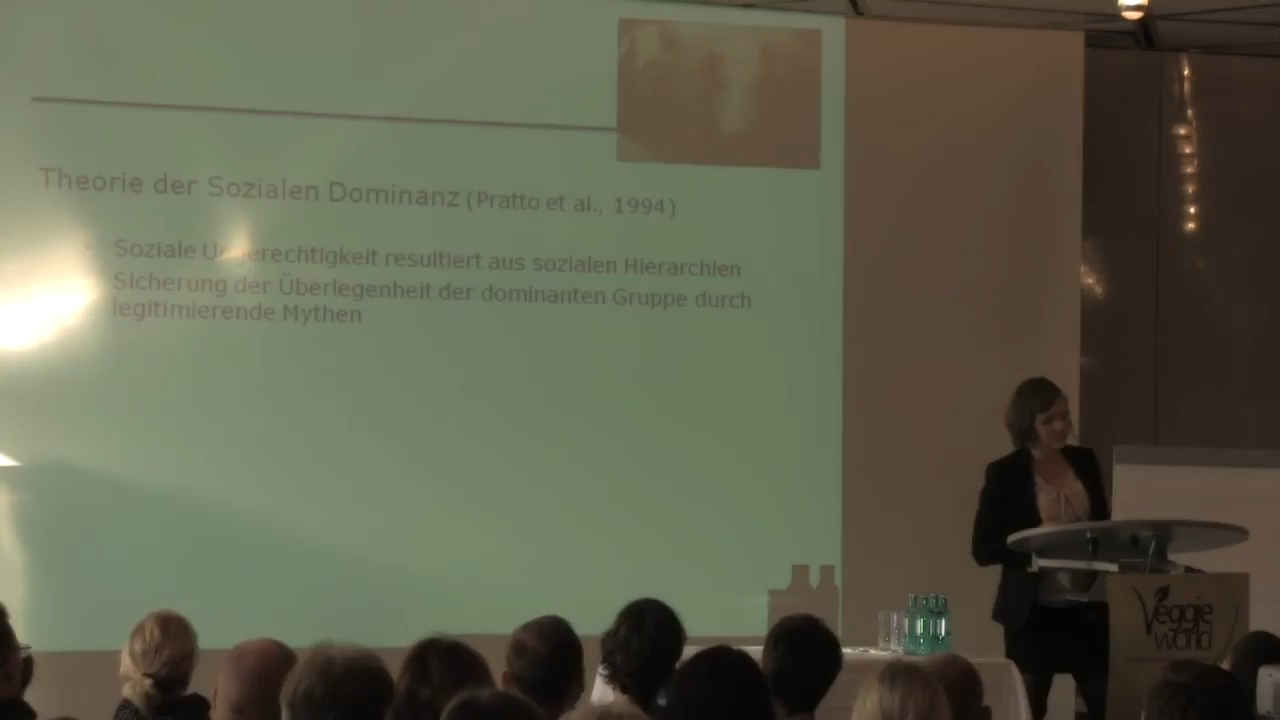 Theorie der Sozialen Dominanz (Pratto et al., 1994)
Soziale Ungerechtigkeit resultiert aus sozialen Hierarchien
Sicherung der Überlegenheit der dominanten Gruppe durch
legitimierende Mythen
Veggie
world